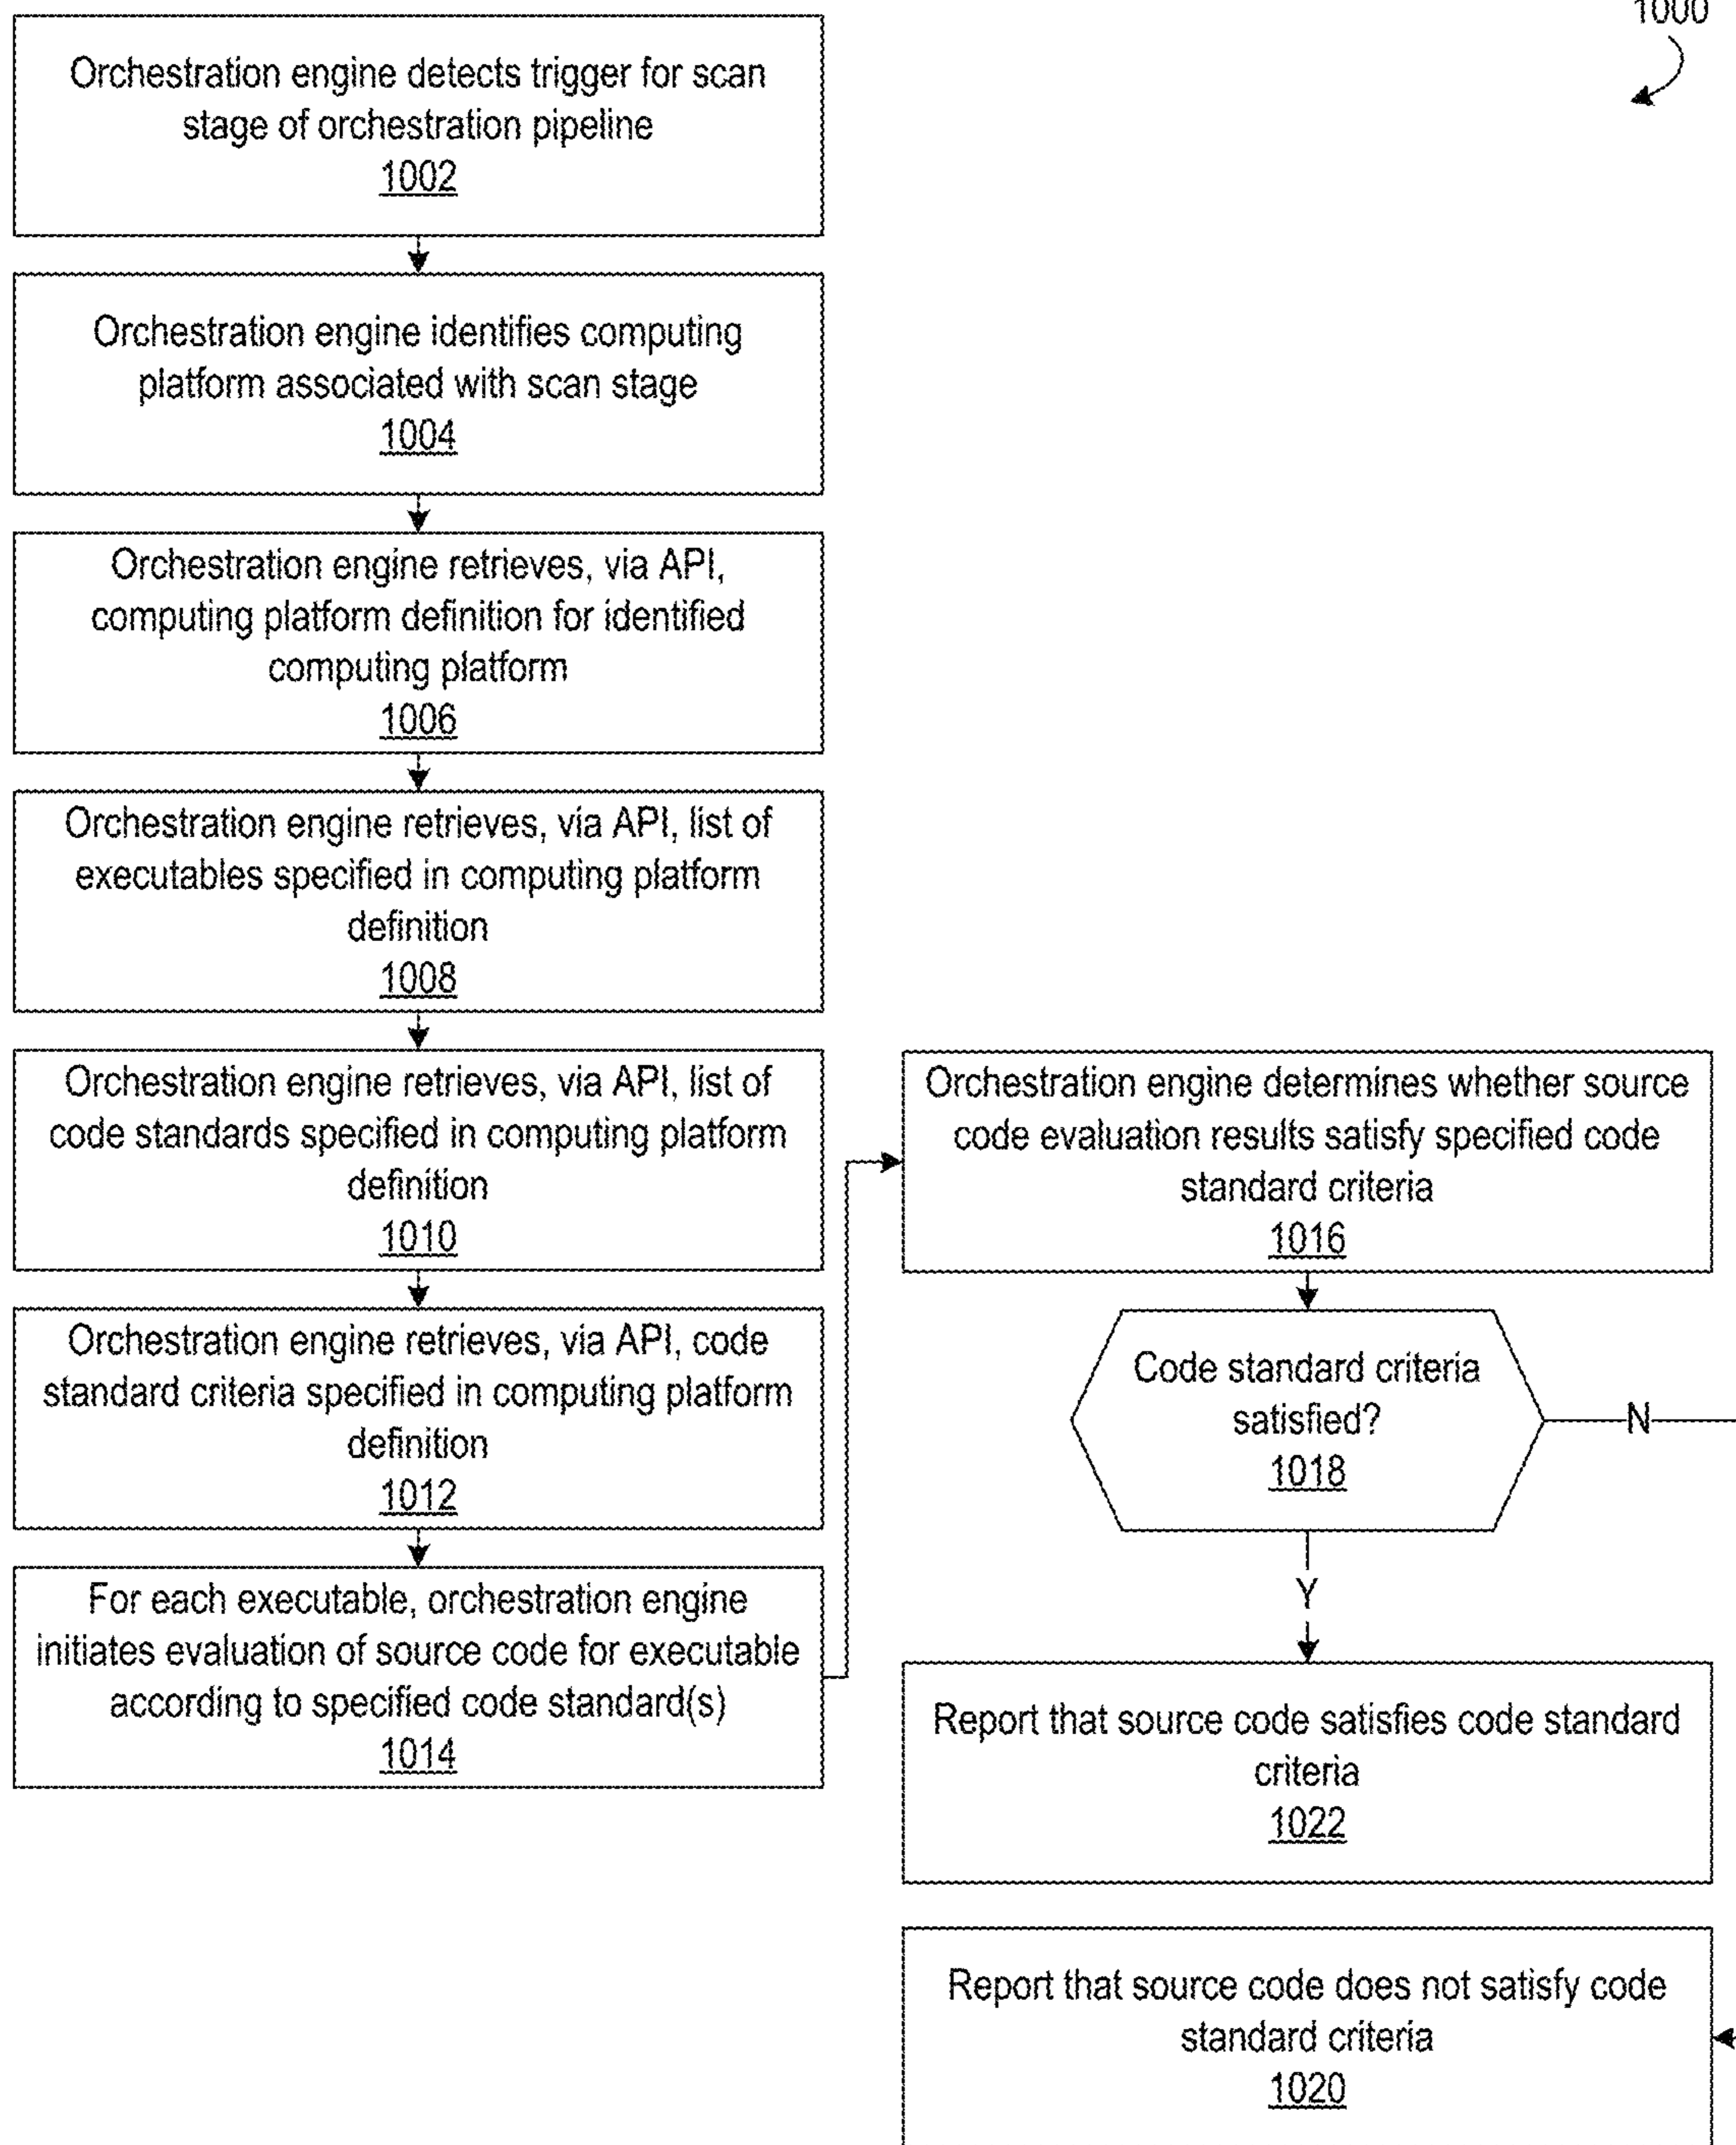 1000
Orchestration engine detects trigger for scan
stage of orchestration pipeline
1002
Orchestration engine identifies computing
platform associated with scan stage
1004
Orchestration engine retrieves, via API,
computing platform definition for identified
computing platform
1006
Orchestration engine retrieves, via API, list of
executables specified in computing platform
definition
1008
Orchestration engine retrieves, via API, list of
code standards specified in computing platform
definition
1010
Orchestration engine retrieves, via API, code
standard criteria specified in computing platform
definition
1012
For each executable, orchestration engine
initiates evaluation of source code for executable
according to specified code standard(s)
1014
Orchestration engine determines whether source
code evaluation results satisfy specified code
standard criteria
1016
Code standard criteria
satisfied?
1018
N
Y
Report that source code satisfies code standard
criteria
1022
Report that source code does not satisfy code
standard criteria
1020